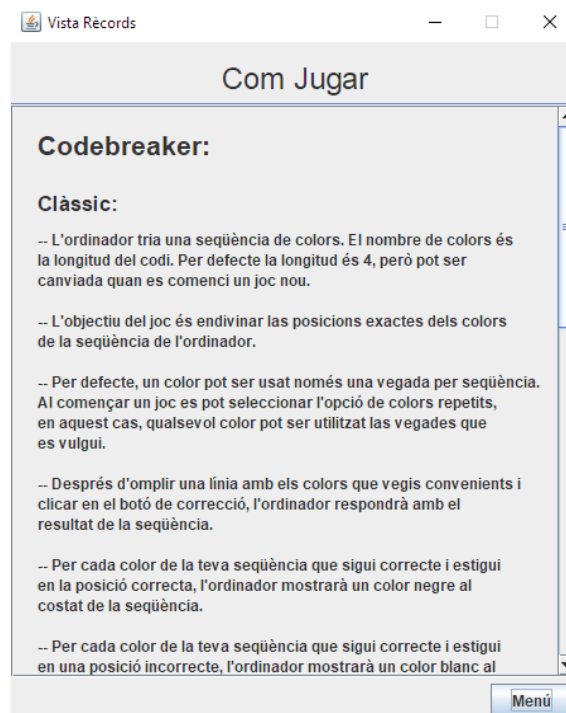 Vista Rècords
Com Jugar
Codebreaker:
Clàssic:
-- L'ordinador tria una seqüència de colors. El nombre de colors és
la longitud del codi. Per defecte la longitud és 4, però pot ser
canviada quan es comenci un joc nou.
-- L'objectiu del joc és endivinar las posicions exactes dels colors
de la seqüència de l'ordinador.
-- Per defecte, un color pot ser usat només una vegada per seqüència.
Al començar un joc es pot seleccionar l'opció de colors repetits,
en aquest cas, qualsevol color pot ser utilitzat las vegades que
es vulgui.
-- Després d'omplir una línia amb els colors que vegis convenients i
clicar en el botó de correcció, l'ordinador respondrà amb el
resultat de la seqüència.
-- Per cada color de la teva seqüència que sigui correcte i estigui
en la posició correcta, l'ordinador mostrarà un color negre al
costat de la seqüència.
-- Per cada color de la teva seqüència que sigui correcte i estigui
en una posició incorrecte, l'ordinador mostrarà un color blanc al
Menú